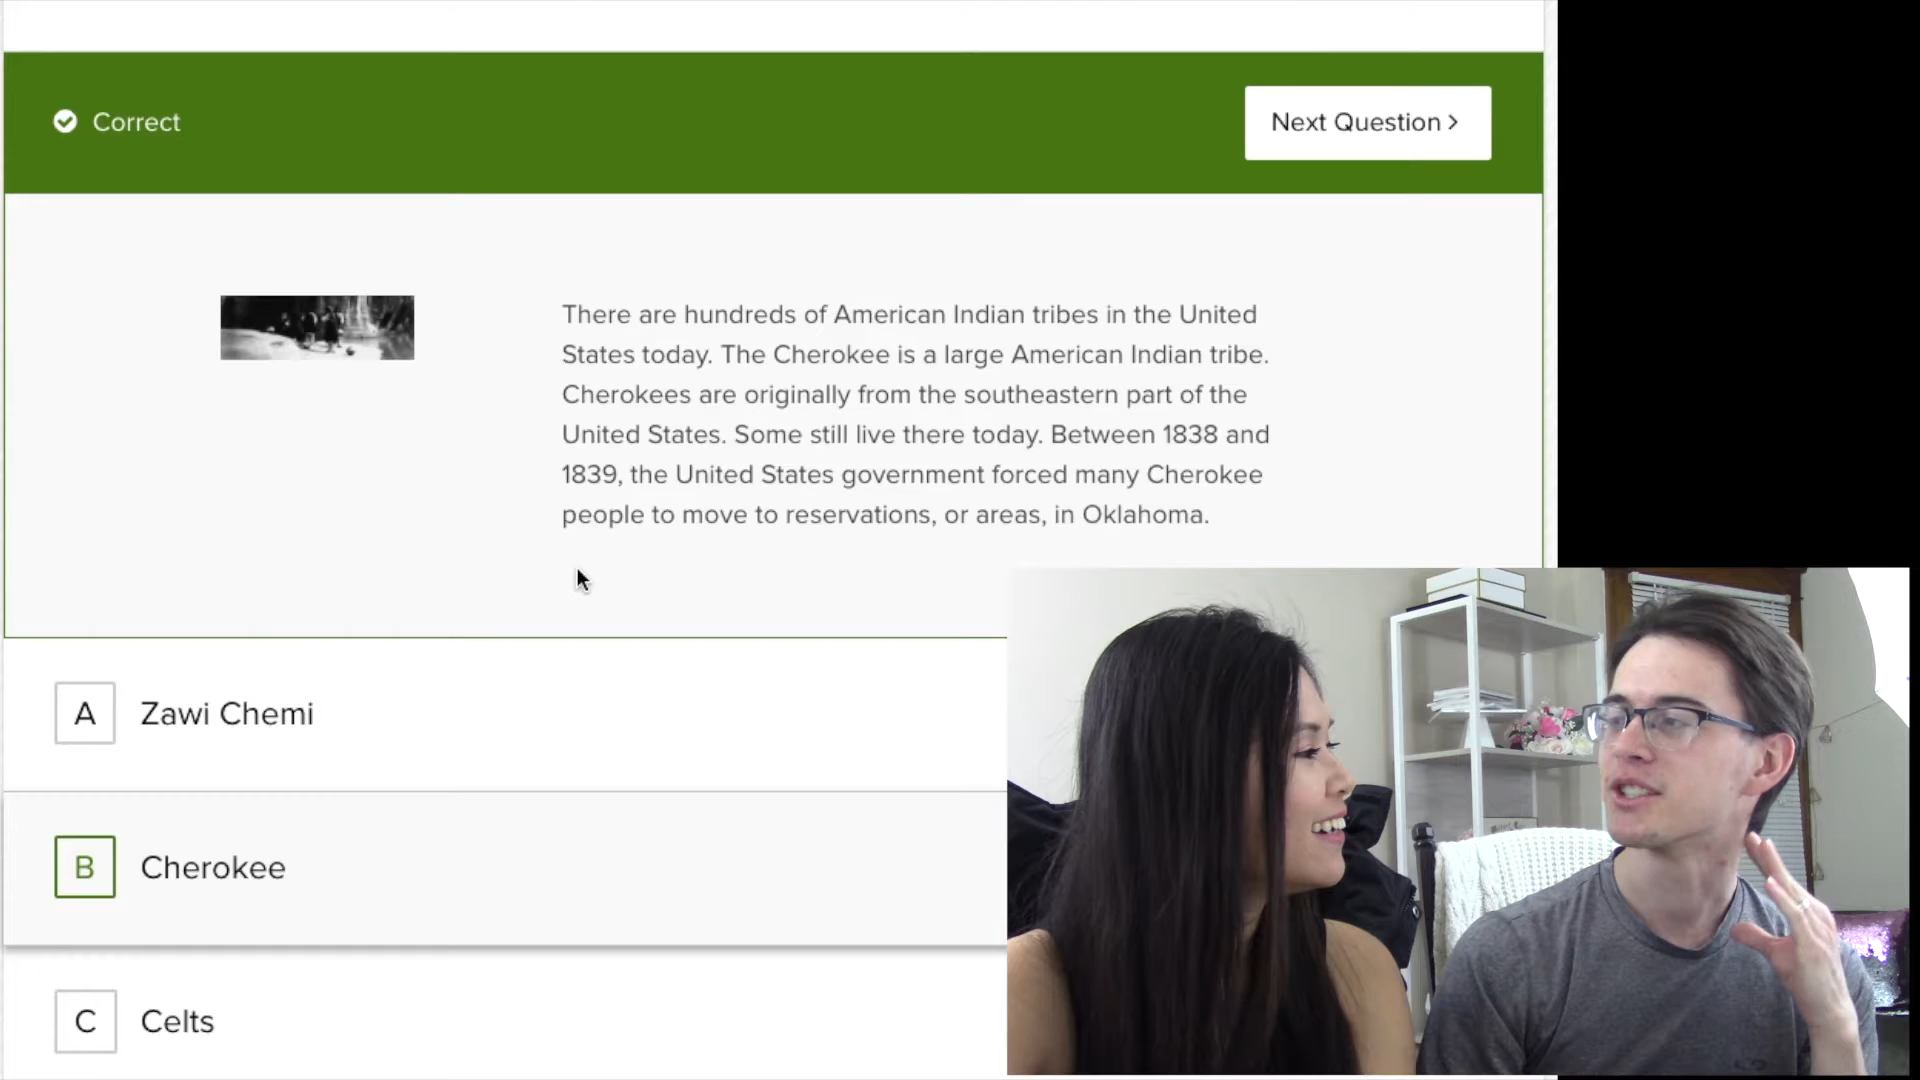 Correct
Next Question >
There are hundreds of American Indian tribes in the United
States today. The Cherokee is a large American Indian tribe.
Cherokees are originally from the southeastern part of the
United States. Some still live there today. Between 1838 and
1839, the United States government forced many Cherokee
people to move to reservations, or areas, in Oklahoma.
A Zawi Chemi
B Cherokee
C Celts